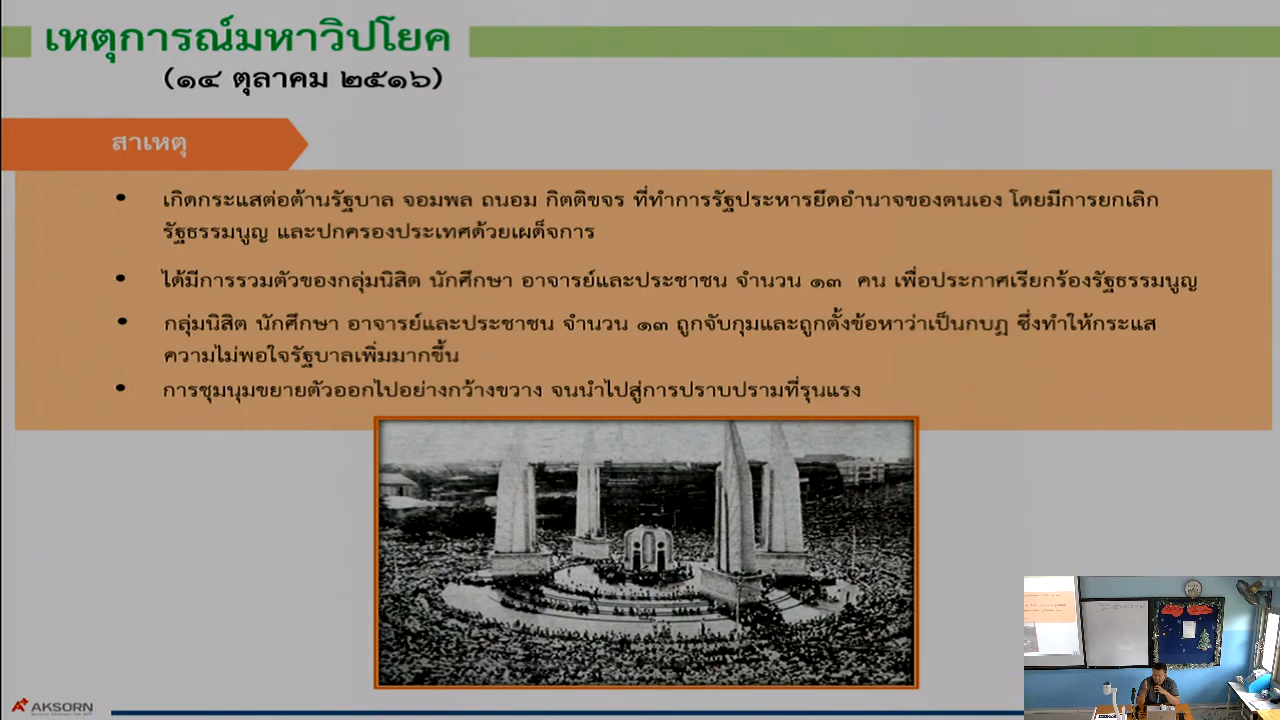 เหตุการณ์มหาวิปโยค
(๑๔ ตุลาคม ๒๕๑๖)
สาเหตุ
• เกิดกระแสต่อต้านรัฐบาล จอมพล ถนอม กิตติขจร ที่ทำการรัฐประหารยึดอำนาจของตนเอง โดยมีการยกเลิก
รัฐธรรมนูญ และปกครองประเทศด้วยเผด็จการ
• ได้มีการรวมตัวของกลุ่มนิสิต นักศึกษา อาจารย์และประชาชน จำนวน ๑๓ คน เพื่อประกาศเรียกร้องรัฐธรรมนูญ
• กลุ่มนิสิต นักศึกษา อาจารย์และประชาชน จำนวน ๑๓ ถูกจับกุมและถูกตั้งข้อหาว่าเป็นกบฏ ซึ่งทำให้กระแส
ความไม่พอใจรัฐบาลเพิ่มมากขึ้น
• การชุมนุมขยายตัวออกไปอย่างกว้างขวาง จนนำไปสู่การปราบปรามที่รุนแรง
AKSORN